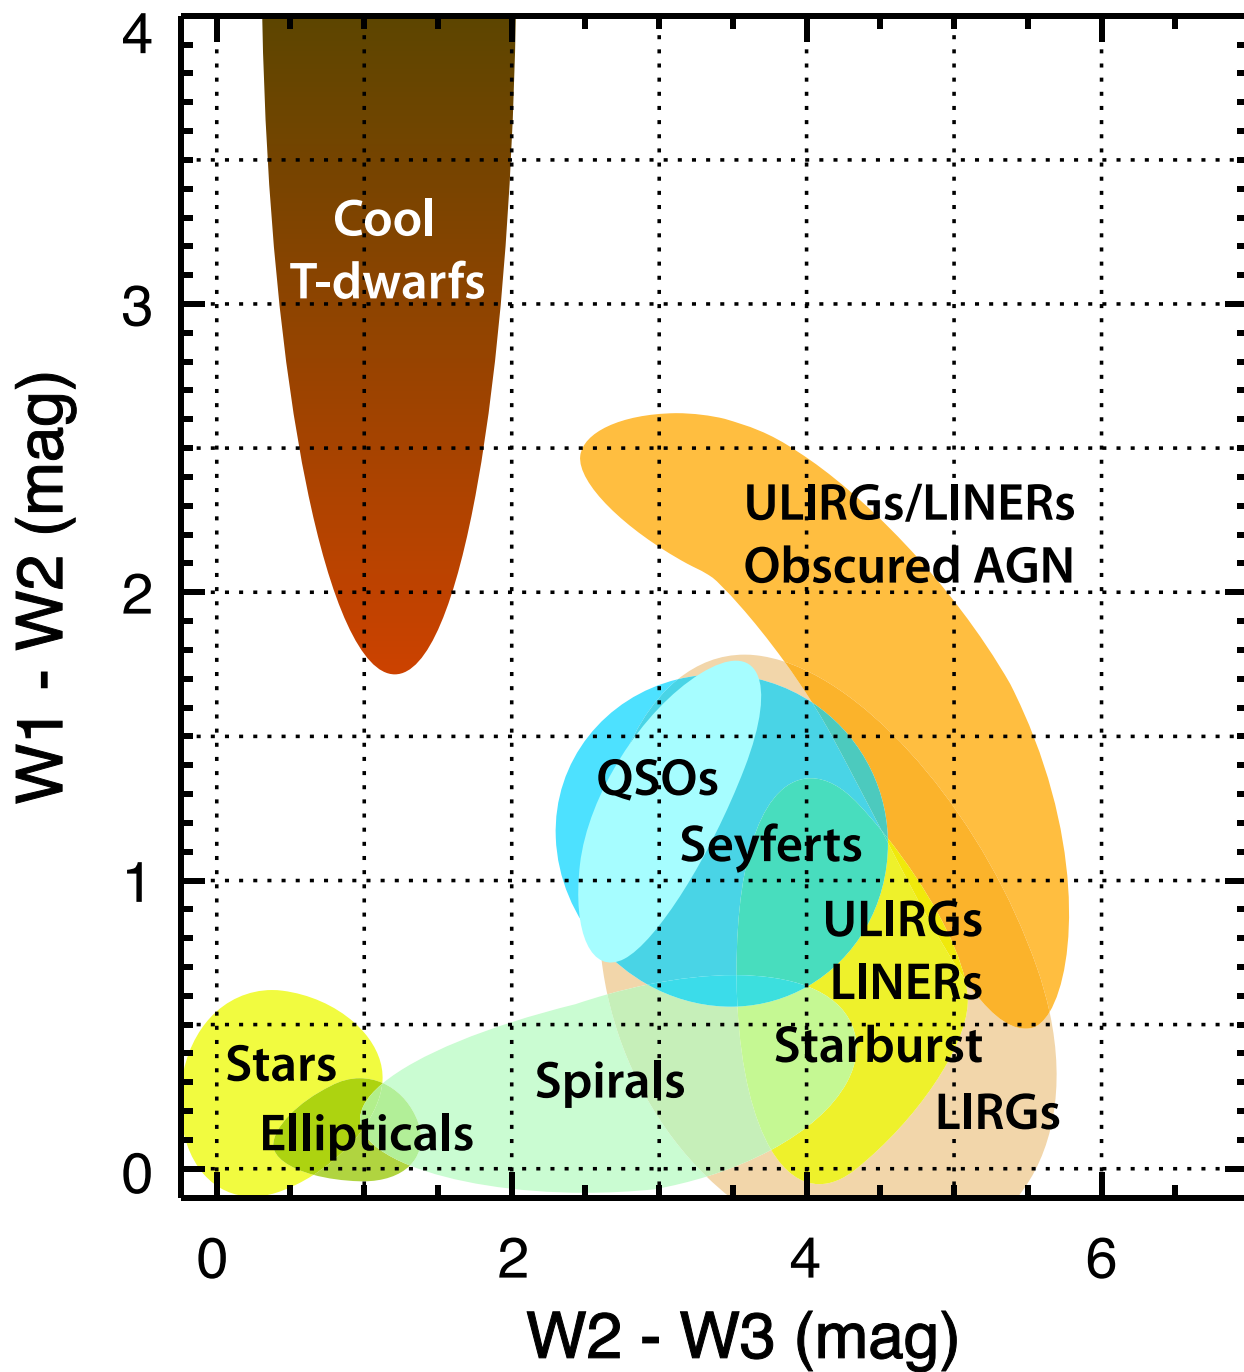 4
3
2
1
0
W1 - W2 (mag)
Cool
T-dwarfs
ULIRGs/LINERs
Obscured AGN
QSOs
Seyferts
ULIRGs
LINERs
Starburst
LIRGs
Stars
Spirals
Ellipticals
0
2
4
6
W2 - W3 (mag)